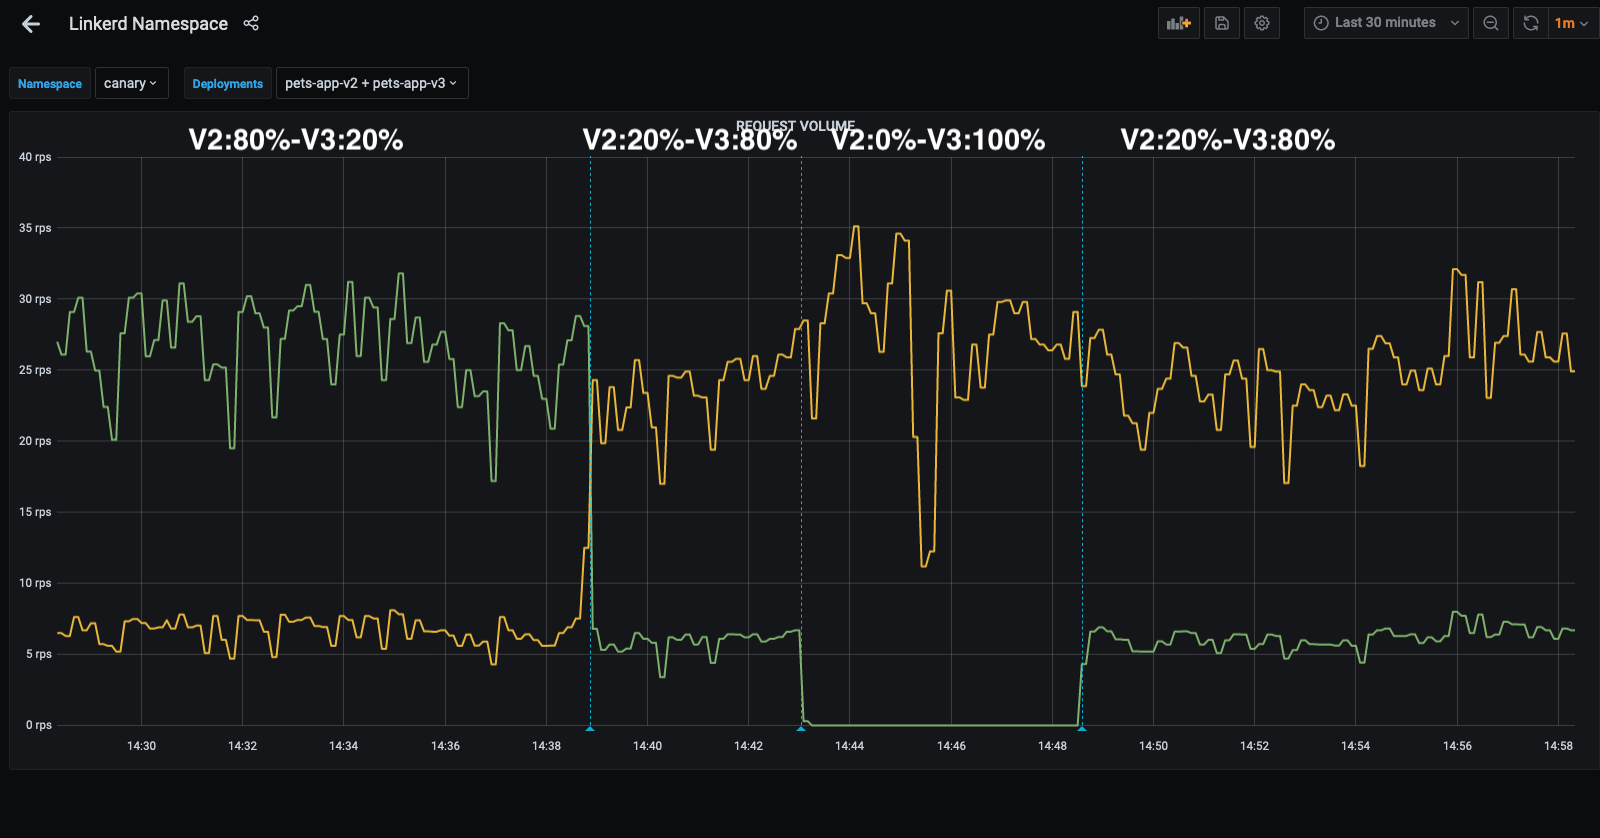 Linkerd Namespace
Last 30 minutes
1m
Namespace
canary
Deployments
pets-app-v2 + pets-app-v3
REQUEST VOLUME
V2:80%-V3:20%
V2:20%-V3:80%
V2:0%-V3:100%
V2:20%-V3:80%
40 rps
35 rps
30 rps
25 rps
20 rps
15 rps
10 rps
5 rps
0 rps
14:30
14:32
14:34
14:36
14:38
14:40
14:42
14:44
14:46
14:48
14:50
14:52
14:54
14:56
14:58